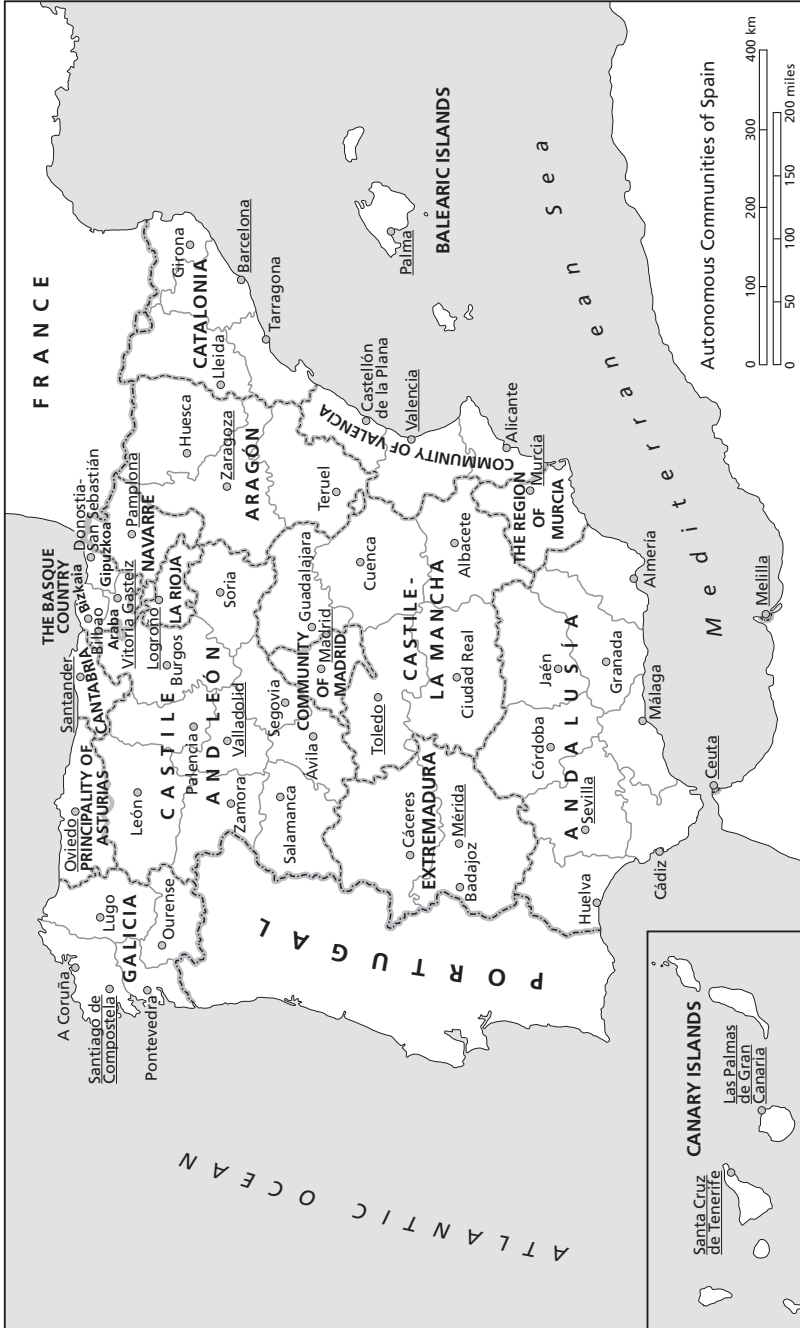 FRANCE
ATLANTIC OCEAN
Mediterranean Sea
PORTUGAL
A Coruña
Santiago de
Compostela
Pontevedra
Lugo
GALICIA
Ourense
Oviedo
PRINCIPALITY OF
ASTURIAS
Santander
CANTABRIA
THE BASQUE
COUNTRY
Bizkaia
Bilbao
Donostia-
San Sebastián
Gipuzkoa
Araba
Vitoria Gasteiz
Pamplona
NAVARRE
Logroño
LA RIOJA
León
CASTILE
AND LEÓN
Palencia
Burgos
Valladolid
Zamora
Soria
Salamanca
Segovia
Avila
COMMUNITY
OF
MADRID
Madrid
Guadalajara
Huesca
Zaragoza
ARAGÓN
Teruel
Girona
CATALONIA
Lleida
Barcelona
Tarragona
Castellón
de la Plana
COMMUNITY OF VALENCIA
Valencia
Alicante
Palma
BALEARIC ISLANDS
Toledo
Cuenca
CASTILE-
LA MANCHA
Albacete
Ciudad Real
Cáceres
EXTREMADURA
Mérida
Badajoz
THE REGION
OF
MURCIA
Murcia
Huelva
Córdoba
Jaén
ANDALUSÍA
Sevilla
Granada
Almería
Málaga
Cádiz
Ceuta
Melilla
CANARY ISLANDS
Santa Cruz
de Tenerife
Las Palmas
de Gran
Canaria
Autonomous Communities of Spain
0 100 200 300 400 km
0 50 100 150 200 miles